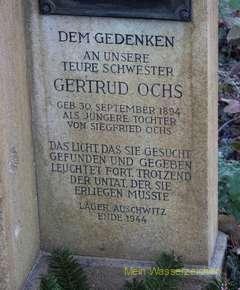 DEM GEDENKEN
AN UNSERE
TEURE SCHWESTER
GERTRUD OCHS
GEB 30. SEPTEMBER 1894
ALS JÜNGERE TOCHTER
VON SIEGFRIED OCHS
DAS LICHT DAS SIE GESUCHT
GEFUNDEN UND GEGEBEN
LEUCHTET FORT, TROTZEND
DER UNTAT, DER SIE
ERLIEGEN MUSSTE
LAGER AUSCHWITZ
ENDE 1944
Mein Wasserzeichen